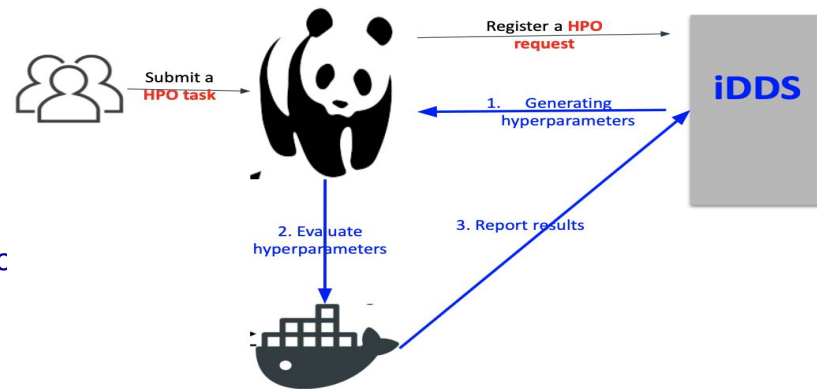 Register a HPO
request
Submit a
HPO task
iDDS
1. Generating
hyperparameters
2. Evaluate
hyperparameters
3. Report results